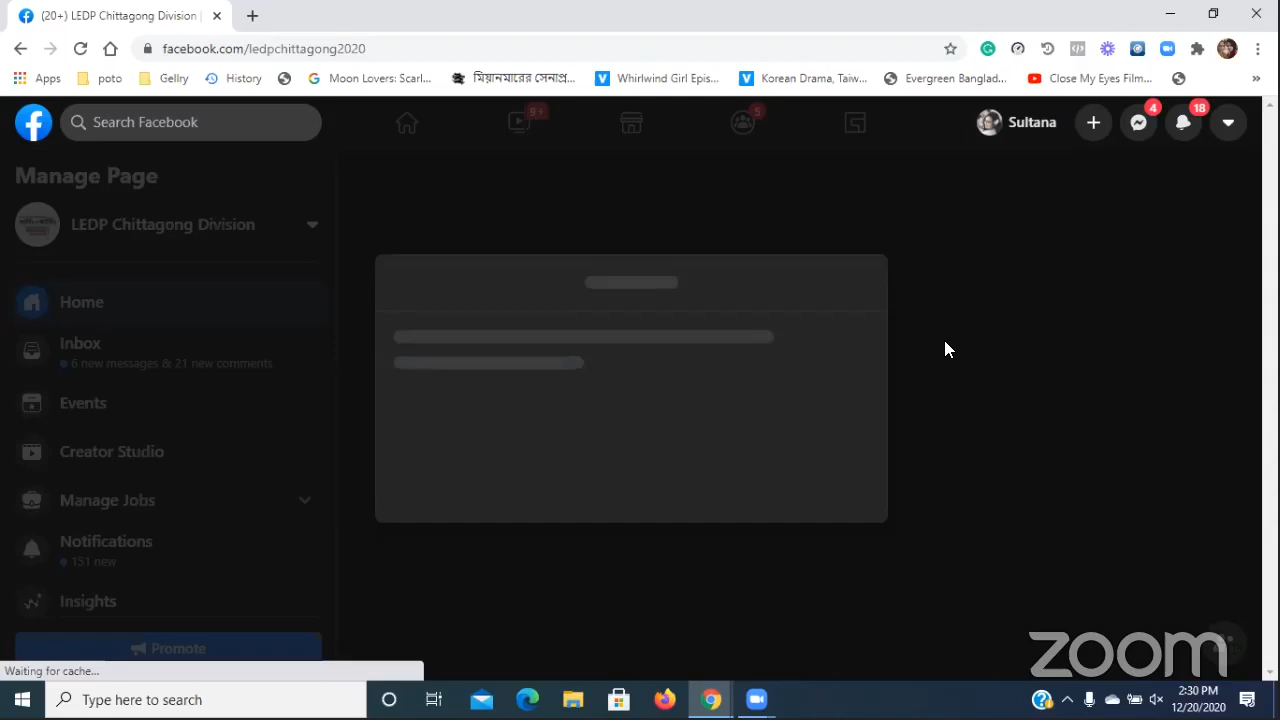 (20+) LEDP Chittagong Division |
facebook.com/ledpchittagong2020
Apps
poto
Gellry
History
Moon Lovers: Scarl...
মিয়ানমারের সেনাপ্র...
Whirlwind Girl Epis...
Korean Drama, Taiw...
Evergreen Banglad...
Close My Eyes Film...
Search Facebook
9+
5
Sultana
4
18
Manage Page
LEDP Chittagong Division
Home
Inbox
6 new messages & 21 new comments
Events
Creator Studio
Manage Jobs
Notifications
151 new
Insights
Promote
Waiting for cache...
zoom
Type here to search
2:30 PM
12/20/2020